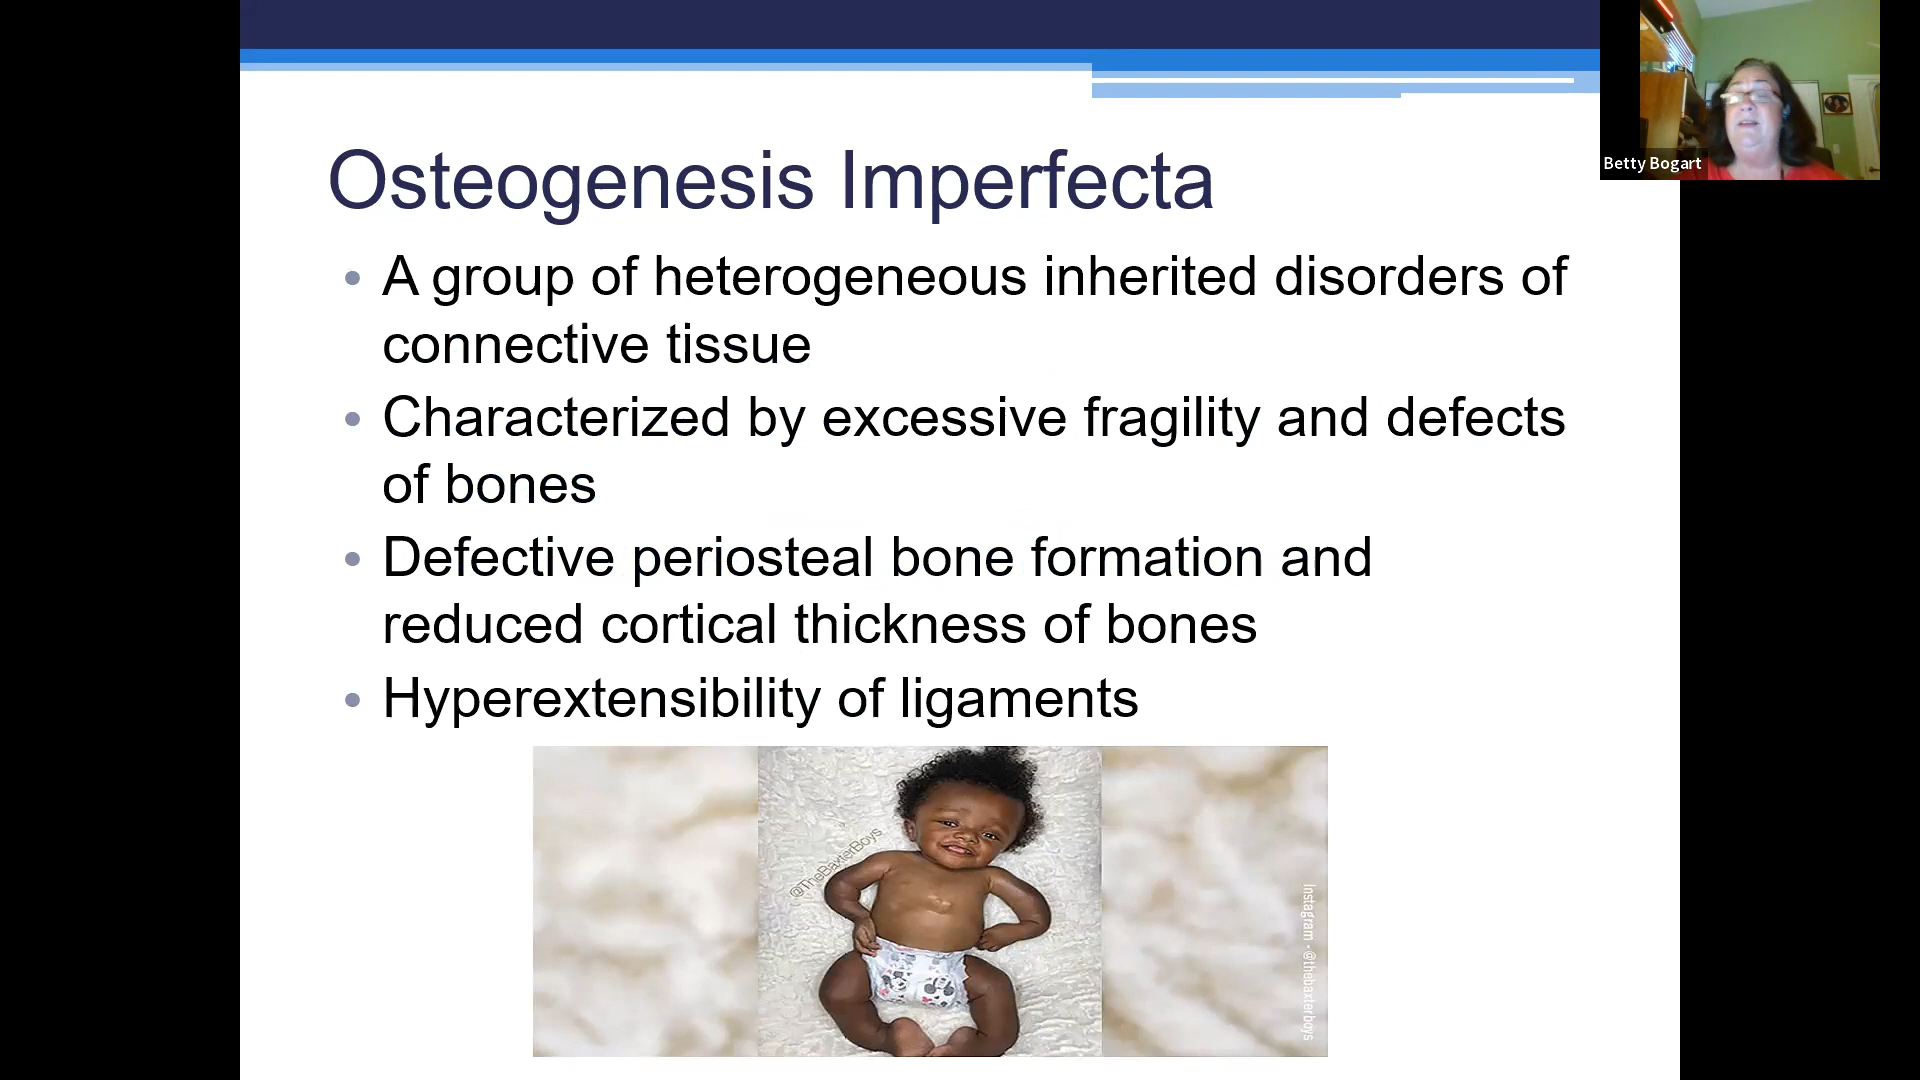 Osteogenesis Imperfecta
• A group of heterogeneous inherited disorders of
connective tissue
• Characterized by excessive fragility and defects
of bones
• Defective periosteal bone formation and
reduced cortical thickness of bones
• Hyperextensibility of ligaments
@TheBaxterBoys
Instagram - @thebaxterboys
Betty Bogart